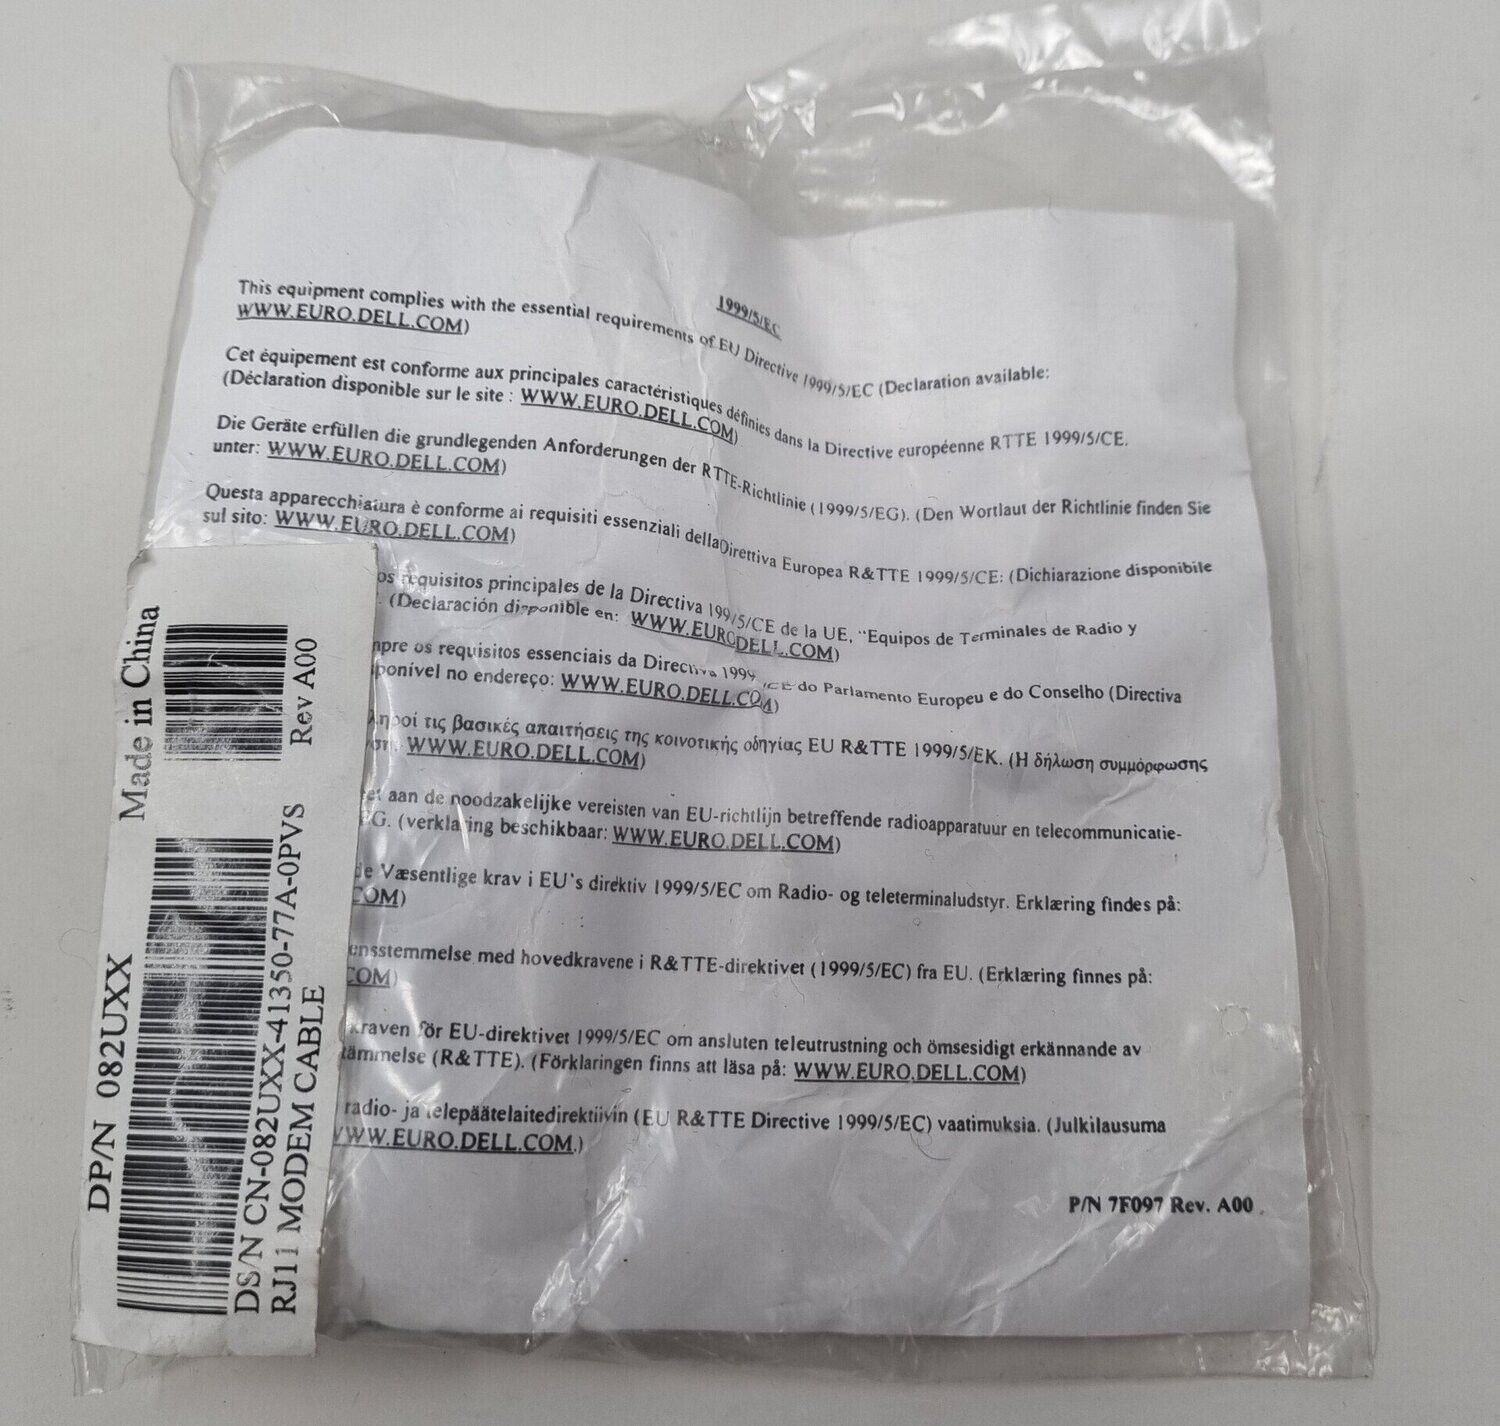 1999/5/EC
This equipment complies with the essential requirements of EU Directive 1999/5/EC (Declaration available:
WWW.EURO.DELL.COM)
Cet équipement est conforme aux principales caractéristiques définies dans la Directive européenne RTTE 1999/5/CE.
(Déclaration disponible sur le site : WWW.EURO.DELL.COM)
Die Geräte erfüllen die grundlegenden Anforderungen der RTTE-Richtlinie (1999/5/EG). (Den Wortlaut der Richtlinie finden Sie
unter: WWW.EURO.DELL.COM)
Questa apparecchiatura è conforme ai requisiti essenziali della Direttiva Europea R&TTE 1999/5/CE: (Dichiarazione disponibile
sul sito: WWW.EURO.DELL.COM)
os requisitos principales de la Directiva 199/5/CE de la UE, "Equipos de Terminales de Radio y
(Declaración disponible en: WWW.EURO.DELL.COM)
os requisitos essenciais da Directiva 1999 do Parlamento Europeu e do Conselho (Directiva
no endereço: WWW.EURO.DELL.COM)
τις βασικές απαιτήσεις της κοινοτικής οδηγίας EU R&TTE 1999/5/EK. (Η δήλωση συμμόρφωσης
WWW.EURO.DELL.COM)
aan de noodzakelijke vereisten van EU-richtlijn betreffende radioapparatuur en telecommunicatie-
(verklaring beschikbaar: WWW.EURO.DELL.COM)
de Væsentlige krav i EU's direktiv 1999/5/EC om Radio- og teleterminaludstyr. Erklæring findes på:
COM)
ensstemmelse med hovedkravene i R&TTE-direktivet (1999/5/EC) fra EU. (Erklæring finnes på:
COM)
kraven för EU-direktivet 1999/5/EC om ansluten teleutrustning och ömsesidigt erkännande av
tämmelse (R&TTE). (Förklaringen finns att läsa på: WWW.EURO.DELL.COM)
radio- ja telepäätelaitedirektiivin (EU R&TTE Directive 1999/5/EC) vaatimuksia. (Julkilausuma
WWW.EURO.DELL.COM.)
P/N 7F097 Rev. A00
DP/N 082UXX
Made in China
DS/N CN-082UXX-41350-77A-0PVS
Rev A00
RJ11 MODEM CABLE